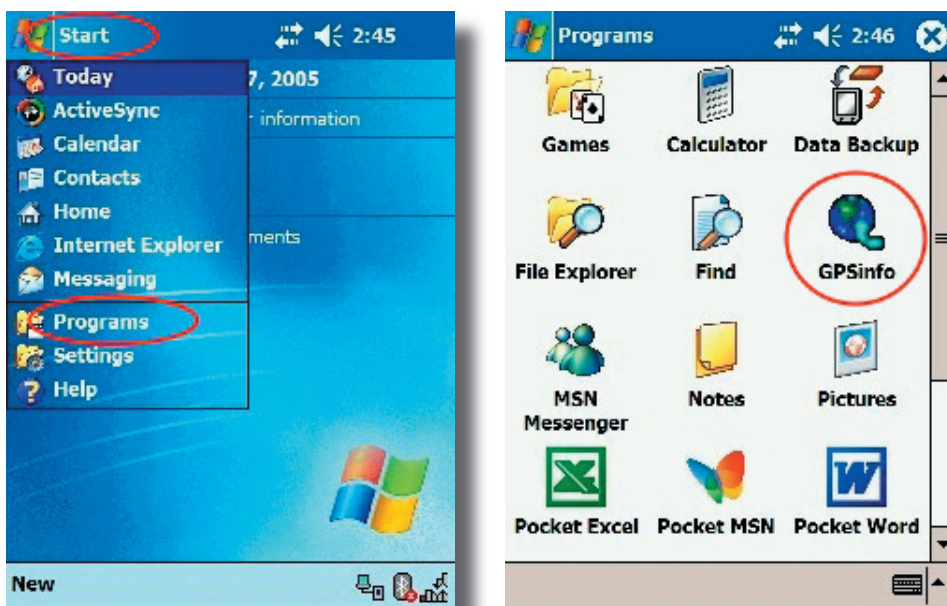 Start 2:45
Today
7, 2005
ActiveSync
r information
Calendar
Contacts
Home
Internet Explorer
ments
Messaging
Programs
Settings
Help
New
Programs 2:46
Games Calculator Data Backup
File Explorer Find GPSinfo
MSN Notes Pictures
Messenger
Pocket Excel Pocket MSN Pocket Word